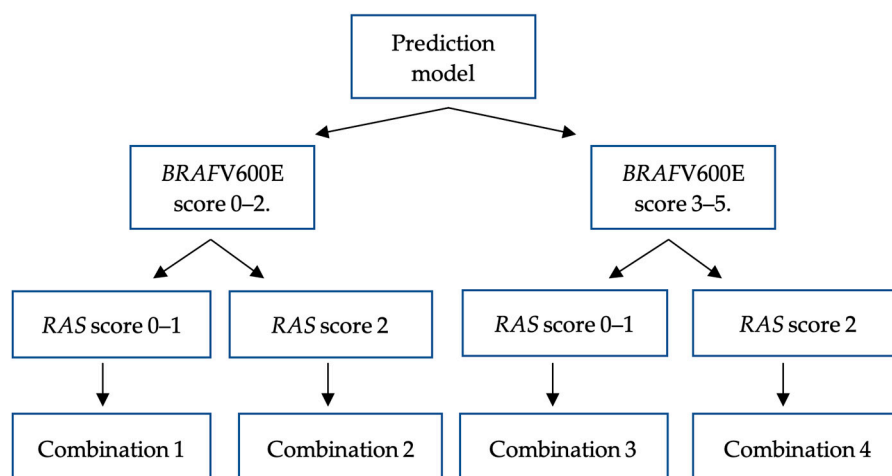 Prediction
model
BRAFV600E
score 0–2.
BRAFV600E
score 3–5.
RAS score 0–1
RAS score 2
RAS score 0–1
RAS score 2
Combination 1
Combination 2
Combination 3
Combination 4